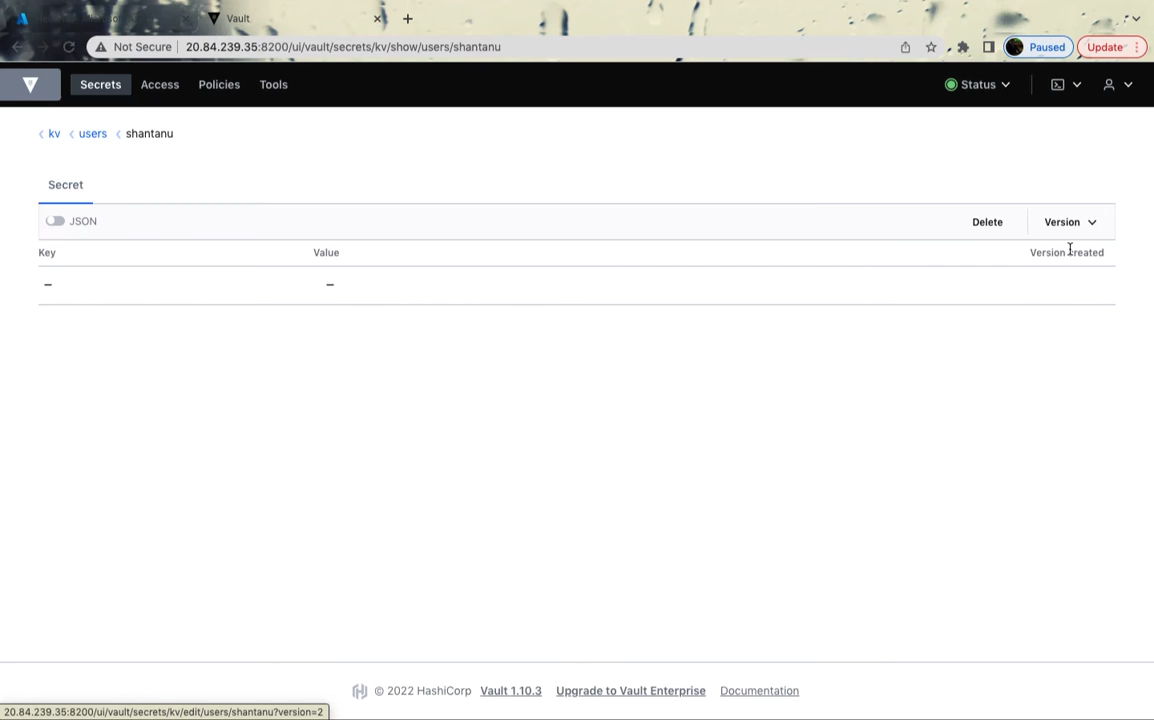 Vault
Not Secure 20.84.239.35:8200/ui/vault/secrets/kv/show/users/shantanu Paused Update
Secrets Access Policies Tools Status
kv users shantanu
Secret
JSON Delete Version
Key Value Version created
– –
© 2022 HashiCorp Vault 1.10.3 Upgrade to Vault Enterprise Documentation
20.84.239.35:8200/ui/vault/secrets/kv/edit/users/shantanu?version=2